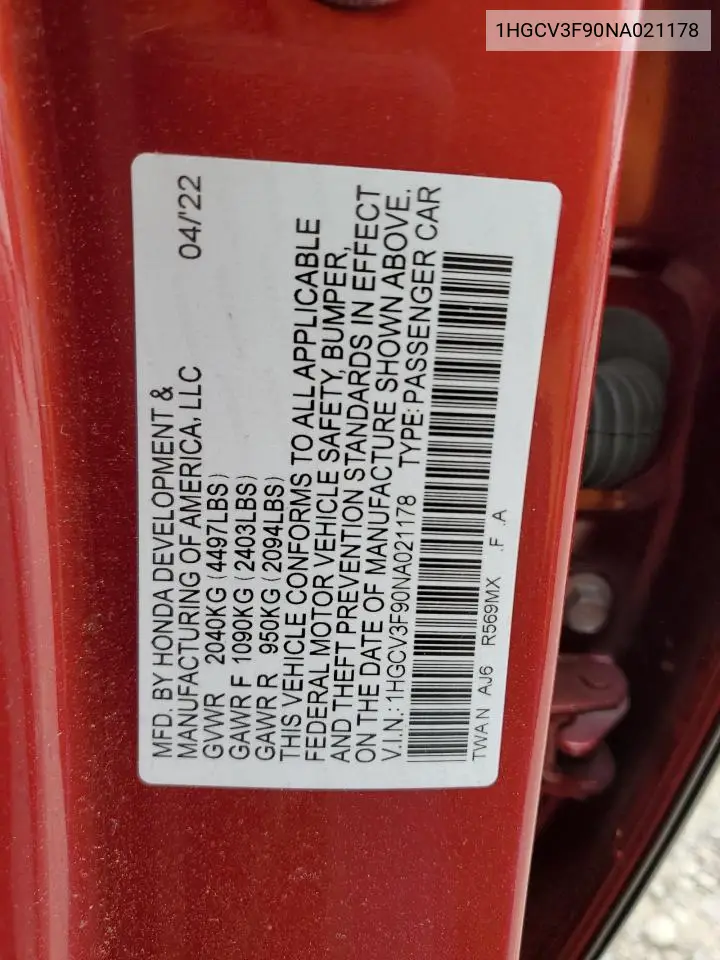 1HGCV3F90NA021178
MFD. BY HONDA DEVELOPMENT &
MANUFACTURING OF AMERICA, LLC 04/'22
GVWR 2040KG (4497LBS)
GAWR F 1090KG (2403LBS)
GAWR R 950KG (2094LBS)
THIS VEHICLE CONFORMS TO ALL APPLICABLE
FEDERAL MOTOR VEHICLE SAFETY, BUMPER,
AND THEFT PREVENTION STANDARDS IN EFFECT
ON THE DATE OF MANUFACTURE SHOWN ABOVE.
V.I.N.: 1HGCV3F90NA021178 TYPE: PASSENGER CAR
TWAN AJ6 R569MX .F .A